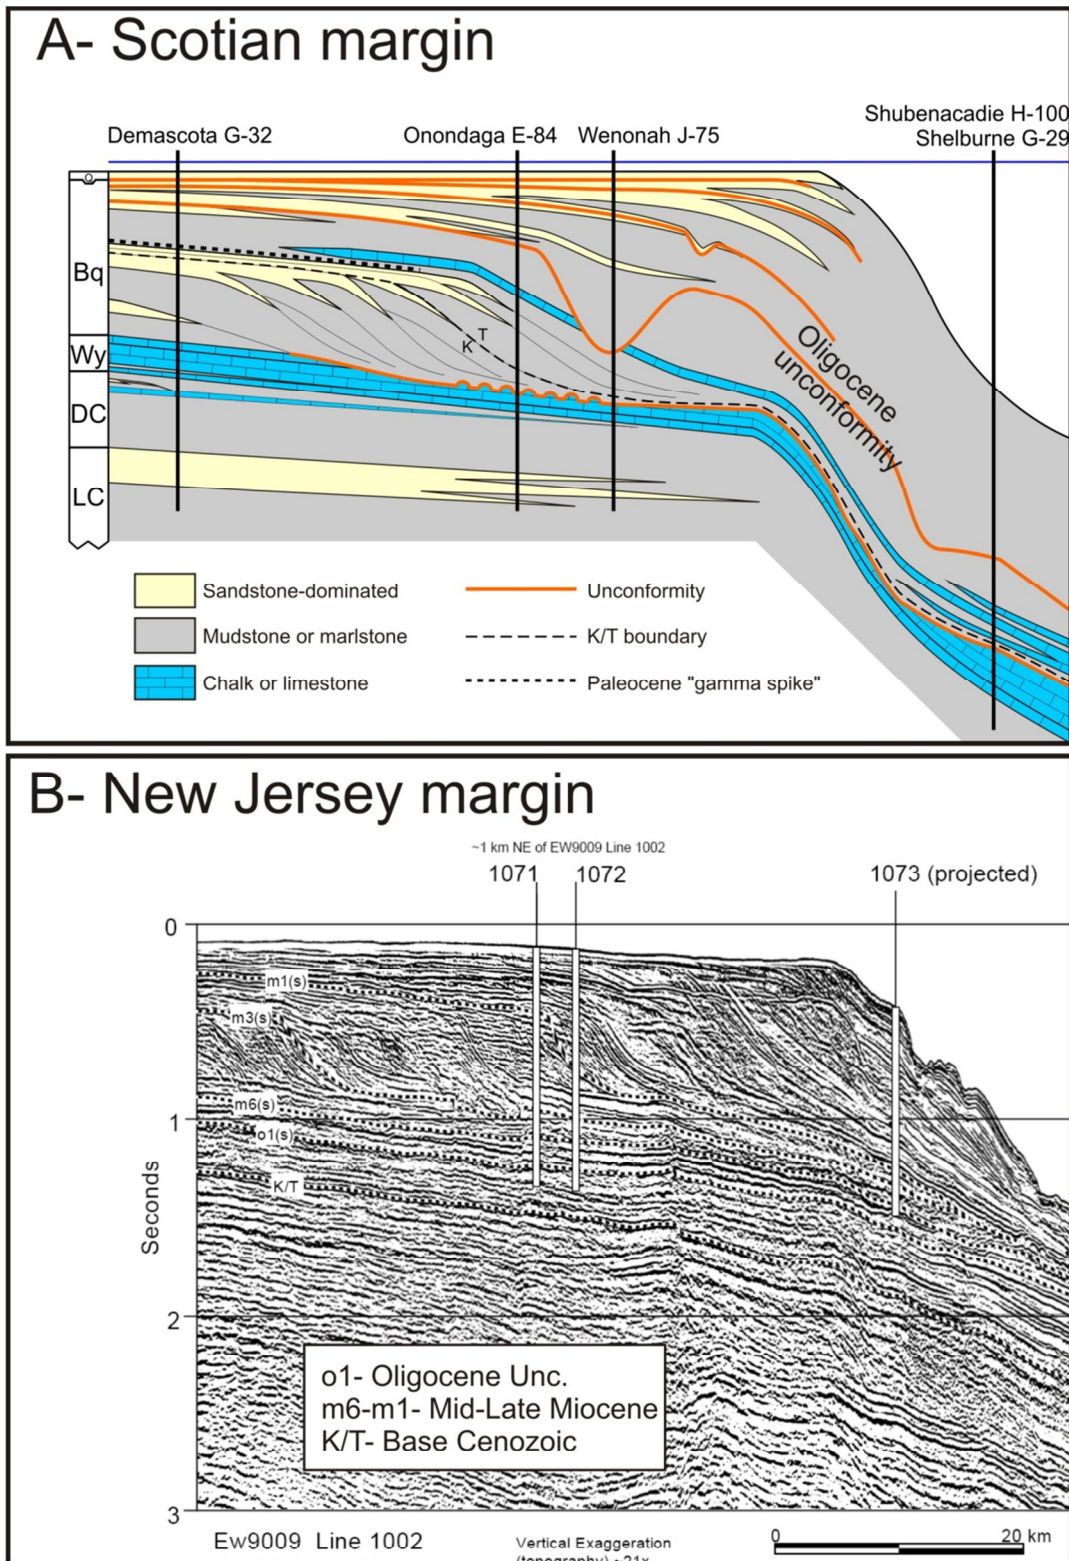 A- Scotian margin
Shubenacadie H-100
Demascota G-32
Onondaga E-84
Wenonah J-75
Shelburne G-29
Q
Bq
Wy
DC
LC
T
K
Oligocene
unconformity
Sandstone-dominated
Unconformity
Mudstone or marlstone
K/T boundary
Chalk or limestone
Paleocene "gamma spike"
B- New Jersey margin
~1 km NE of EW9009 Line 1002
1071
1072
1073 (projected)
0
m1(s)
m3(s)
m6(s)
1
o1(s)
K/T
Seconds
2
o1- Oligocene Unc.
m6-m1- Mid-Late Miocene
K/T- Base Cenozoic
3
Ew9009 Line 1002
Vertical Exaggeration
(topography) ~21x
0
20 km